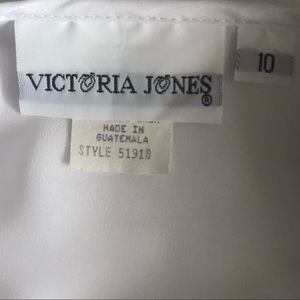 VICTORIA JONES®
10
MADE IN
GUATEMALA
STYLE 51918